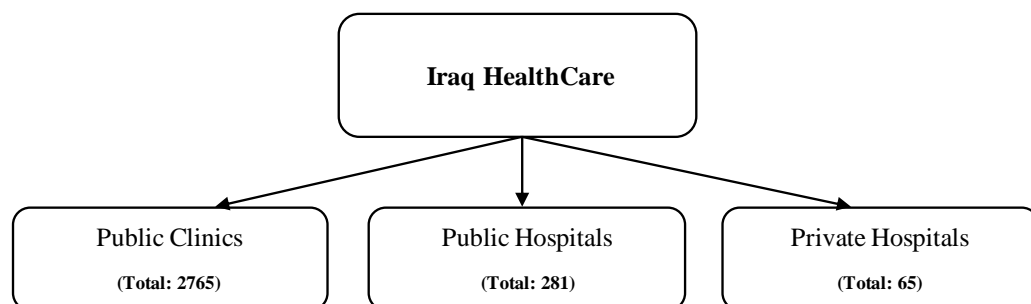 Iraq HealthCare
Public Clinics
(Total: 2765)
Public Hospitals
(Total: 281)
Private Hospitals
(Total: 65)